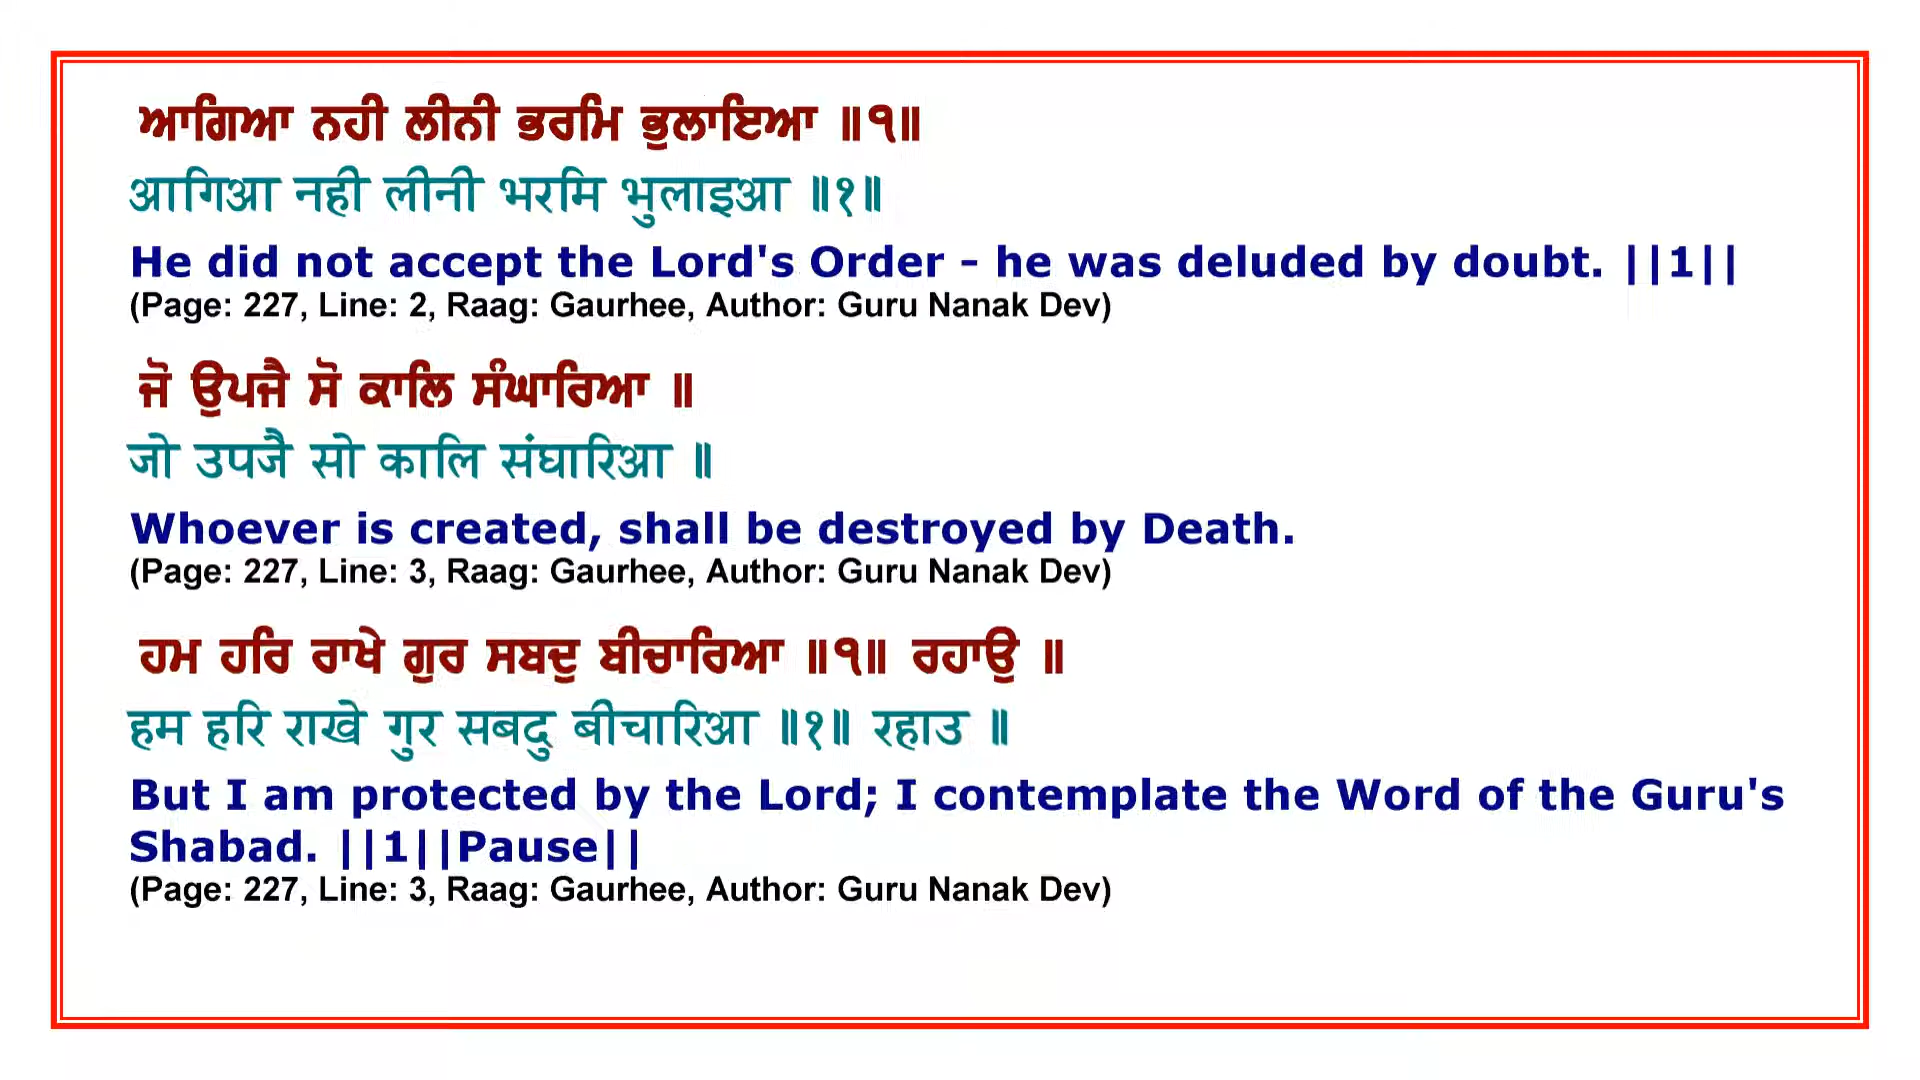 ਆਗਿਆ ਨਹੀ ਲੀਨੀ ਭਰਮਿ ਭੁਲਾਇਆ ॥੧॥
आगिआ नही लीनी भरमि भुलाइआ ॥१॥
He did not accept the Lord's Order - he was deluded by doubt. ||1||
(Page: 227, Line: 2, Raag: Gaurhee, Author: Guru Nanak Dev)
ਜੋ ਉਪਜੈ ਸੋ ਕਾਲਿ ਸੰਘਾਰਿਆ ॥
जो उपजै सो कालि संघारिआ ॥
Whoever is created, shall be destroyed by Death.
(Page: 227, Line: 3, Raag: Gaurhee, Author: Guru Nanak Dev)
ਹਮ ਹਰਿ ਰਾਖੇ ਗੁਰ ਸਬਦੁ ਬੀਚਾਰਿਆ ॥੧॥ ਰਹਾਉ ॥
हम हरि राखे गुर सबदु बीचारिआ ॥१॥ रहाउ ॥
But I am protected by the Lord; I contemplate the Word of the Guru's
Shabad. ||1||Pause||
(Page: 227, Line: 3, Raag: Gaurhee, Author: Guru Nanak Dev)